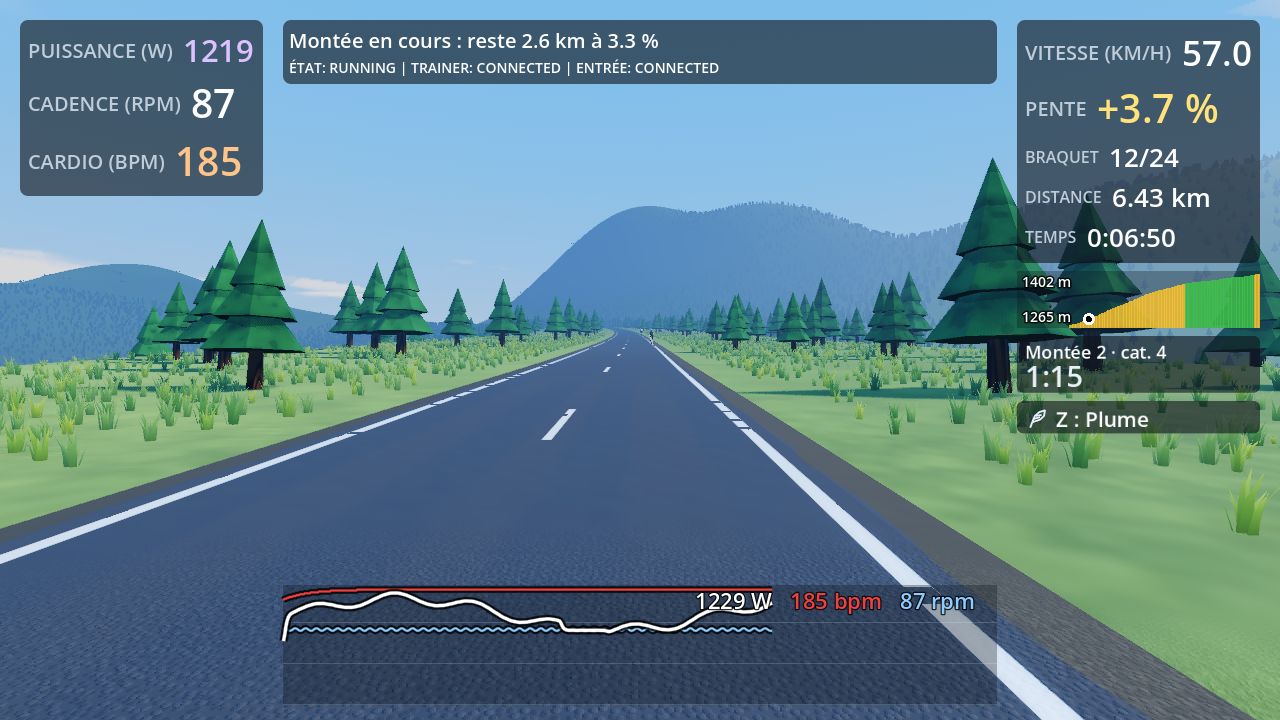 PUISSANCE (W) 1219
CADENCE (RPM) 87
CARDIO (BPM) 185
Montée en cours : reste 2.6 km à 3.3 %
ÉTAT: RUNNING | TRAINER: CONNECTED | ENTRÉE: CONNECTED
VITESSE (KM/H) 57.0
PENTE +3.7 %
BRAQUET 12/24
DISTANCE 6.43 km
TEMPS 0:06:50
1402 m
1265 m
Montée 2 · cat. 4
1:15
Z : Plume
1229 W 185 bpm 87 rpm